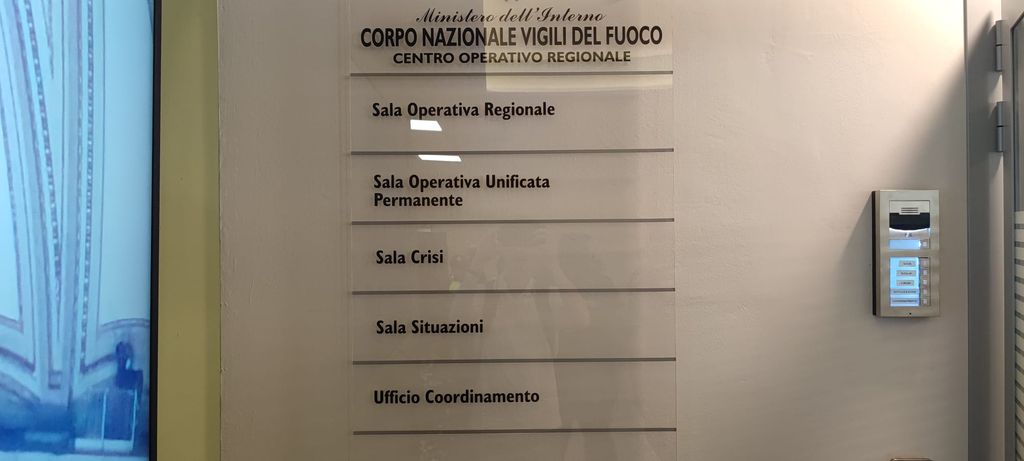 Ministero dell'Interno
CORPO NAZIONALE VIGILI DEL FUOCO
CENTRO OPERATIVO REGIONALE
Sala Operativa Regionale
Sala Operativa Unificata
Permanente
Sala Crisi
Sala Situazioni
Ufficio Coordinamento